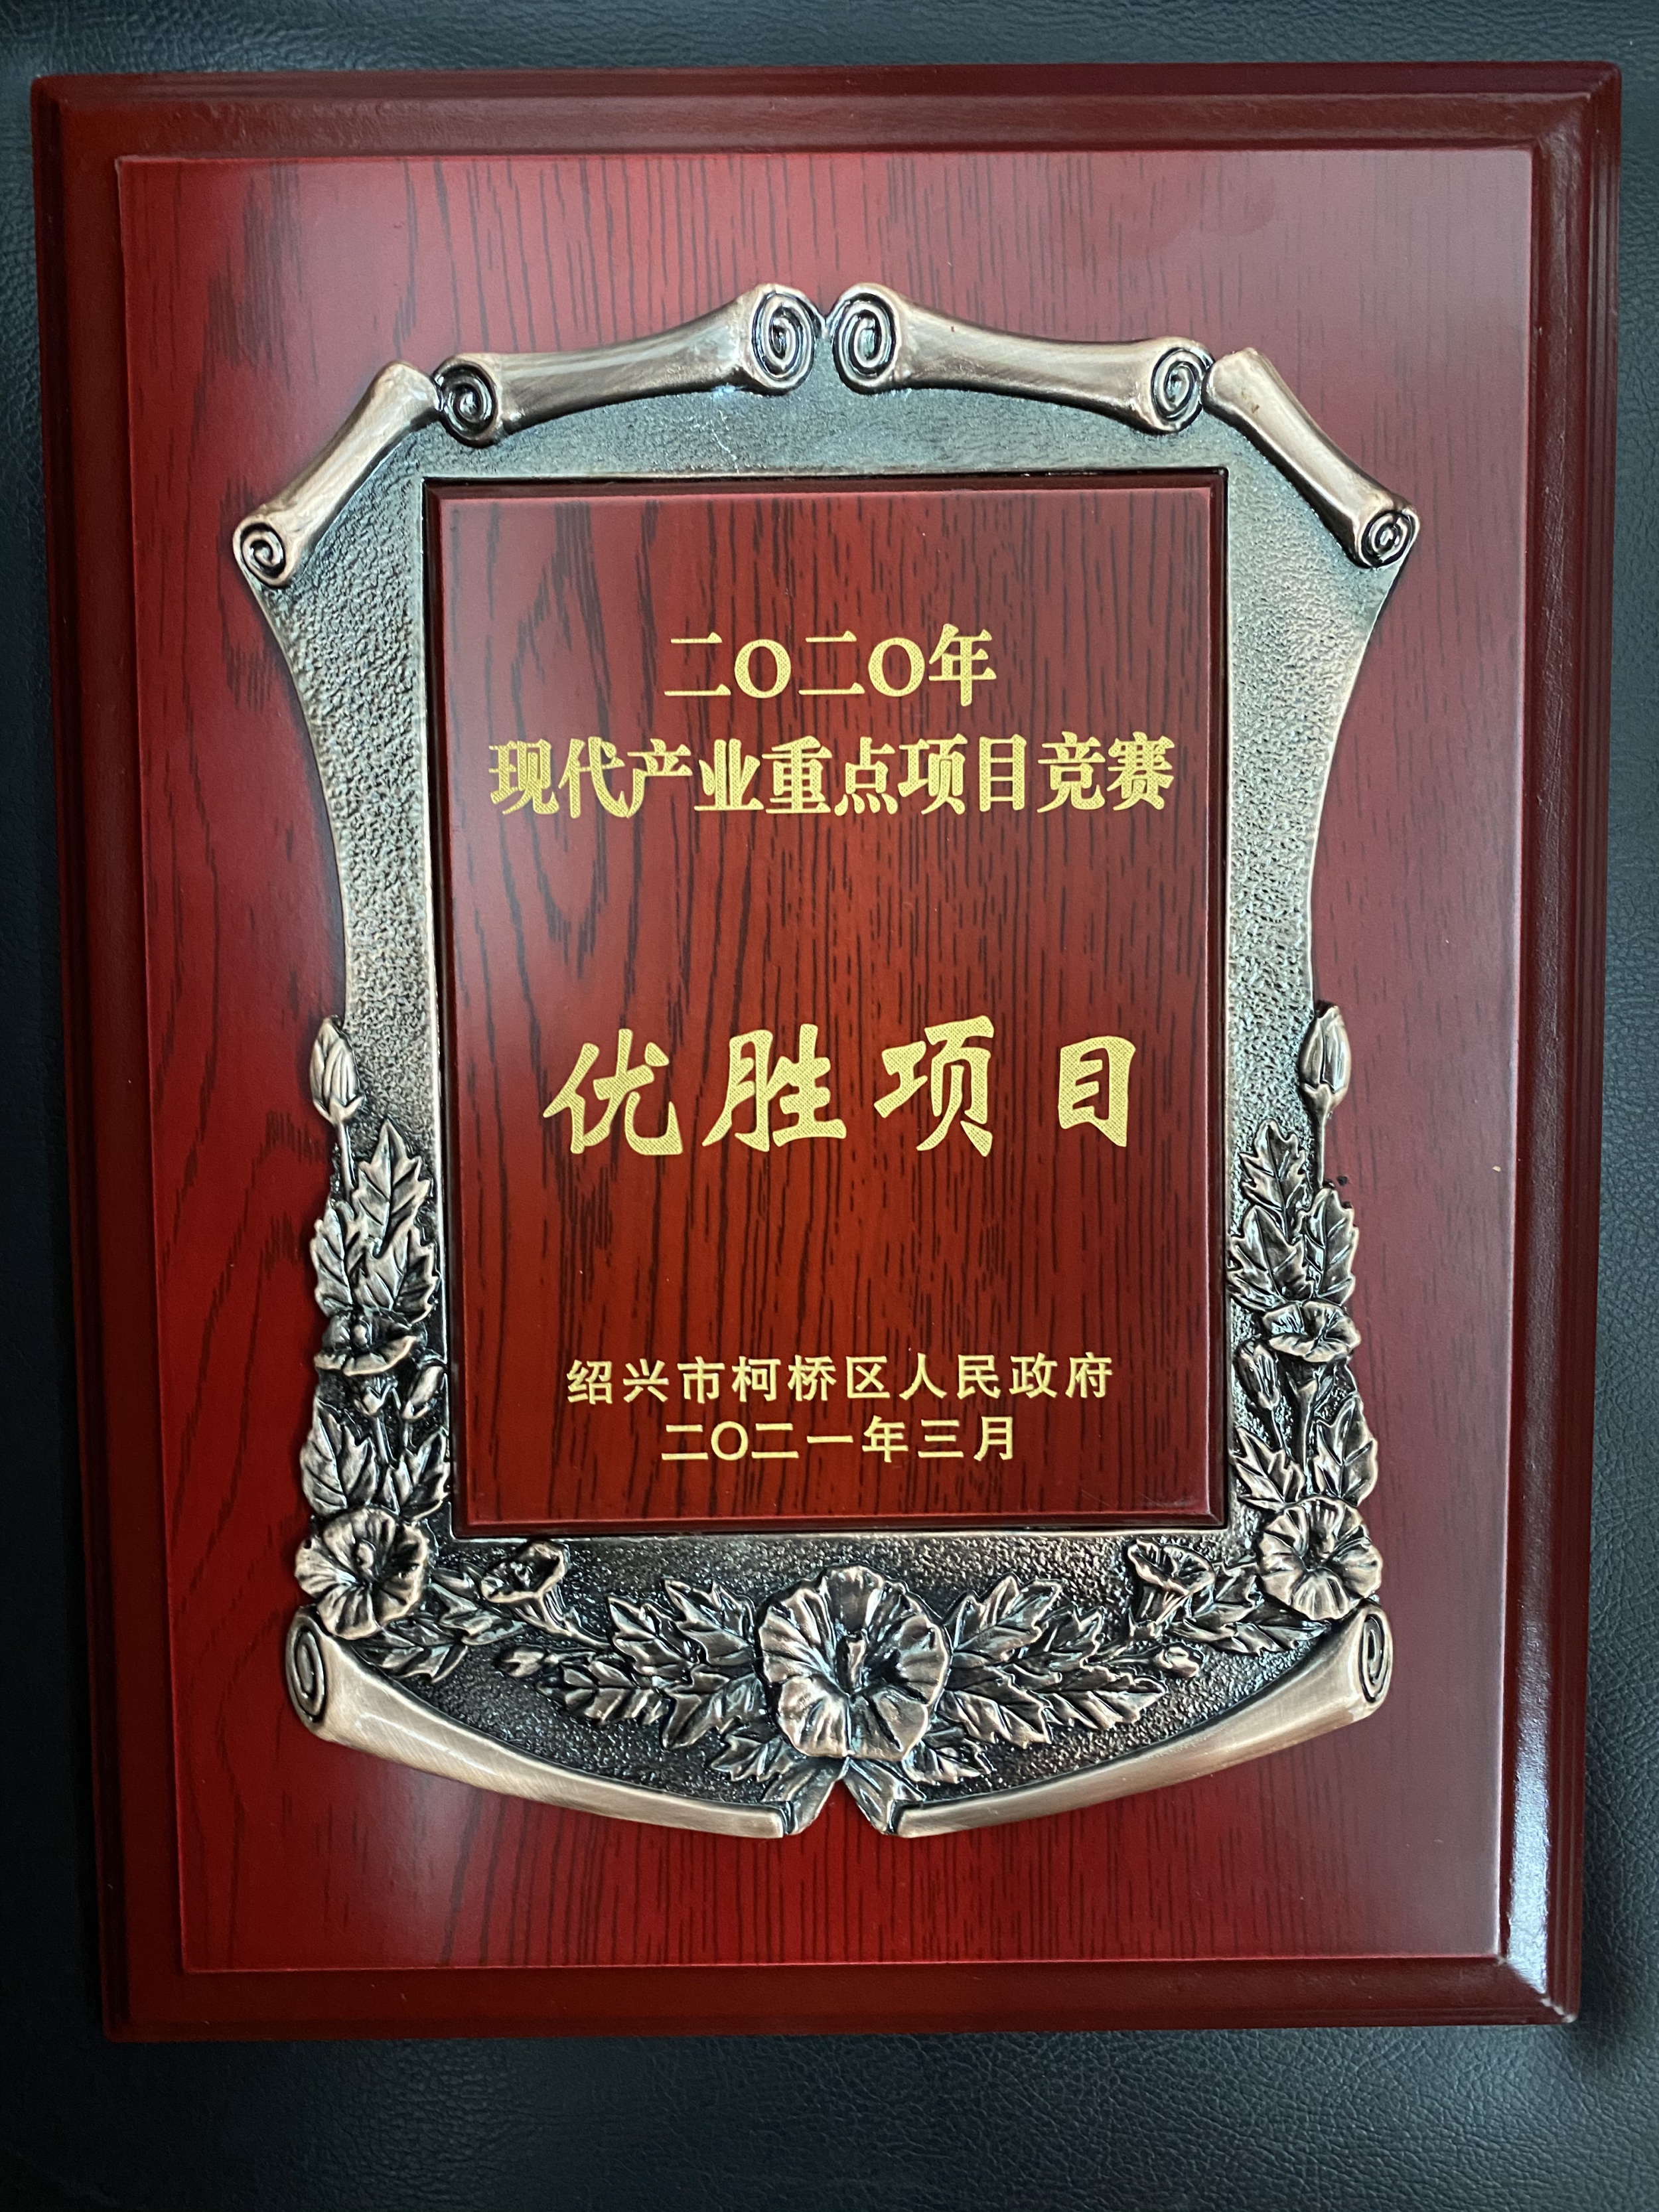 二〇二〇年
现代产业重点项目竞赛
优胜项目
绍兴市柯桥区人民政府
二〇二一年三月